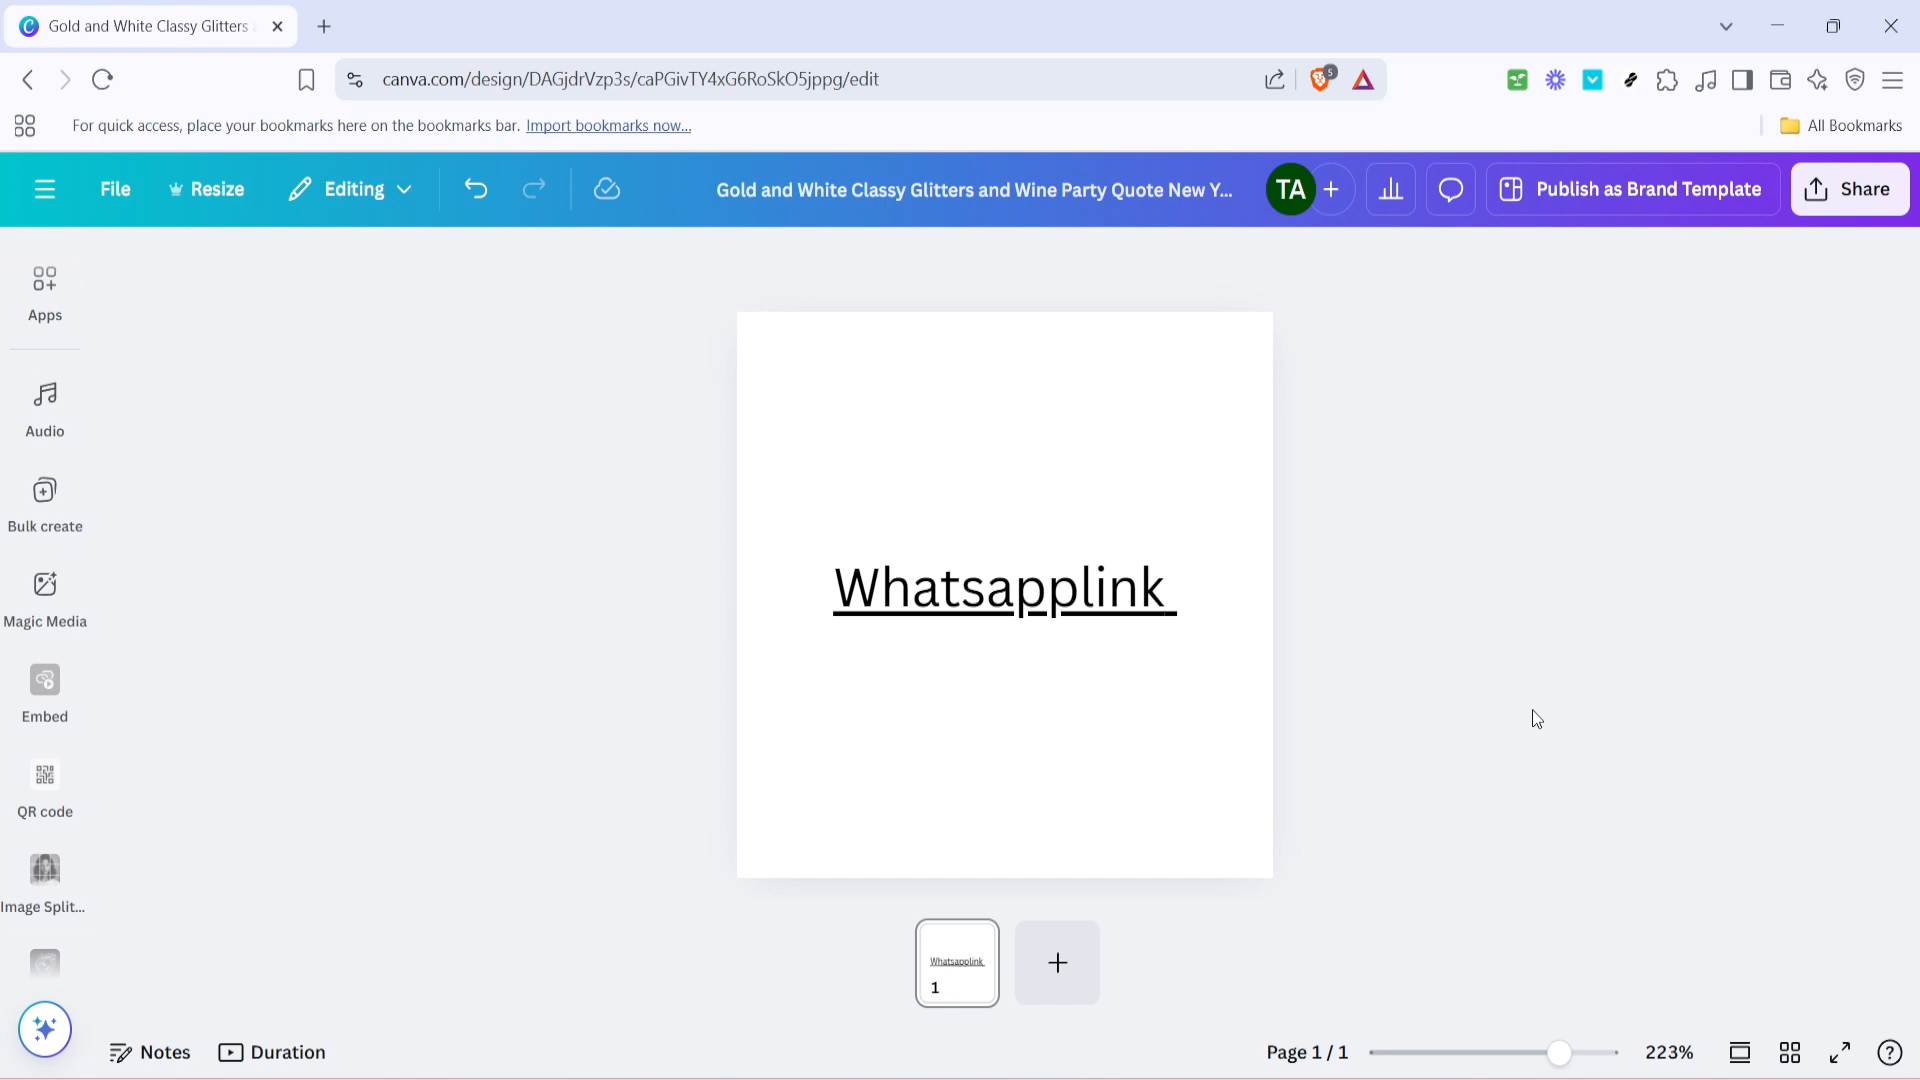 Gold and White Classy Glitters
canva.com/design/DAGjdrVzp3s/caPGivTY4xG6RoSkO5jppg/edit
5
For quick access, place your bookmarks here on the bookmarks bar. Import bookmarks now...
All Bookmarks
File
Resize
Editing
Gold and White Classy Glitters and Wine Party Quote New Y...
TA
Publish as Brand Template
Share
Apps
Audio
Bulk create
Magic Media
Embed
QR code
Image Split...
Whatsapplink
Whatsapplink
1
Notes
Duration
Page 1 / 1
223%